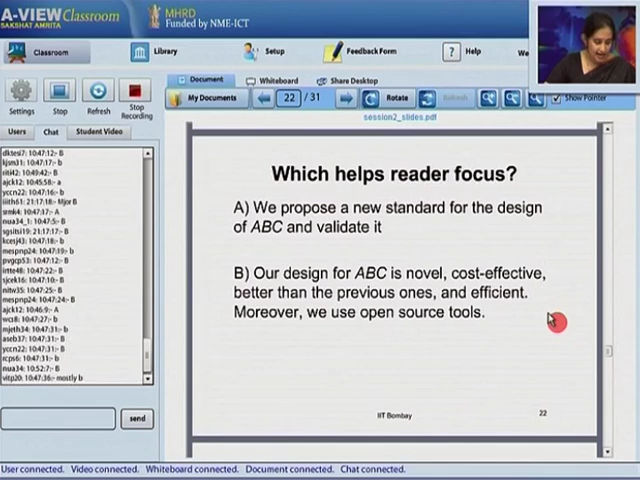 A-VIEW Classroom
SAKSHAT AMRITA
MHRD
Funded by NME-ICT
Classroom
Library
Setup
Feedback Form
Help
We
Settings
Stop
Refresh
Stop Recording
Document
Whiteboard
Share Desktop
My Documents
22 / 31
Rotate
Refresh
Show Pointer
session2_slides.pdf
Users
Chat
Student Video
dktesi7: 10:47:12:- B
kjsm31: 10:47:17:- b
10:49:42:- B
ajck12: 10:45:58:- a
yccn22: 10:47:16:- b
iiith61: 21:17:18:- Mjor B
srmk4: 10:47:17:- A
nua34_1: 10:47:5:- B
sgsitsi19: 21:17:17:- B
kcesj43: 10:47:18:- b
mespnp24: 10:47:19:- b
pvgcp53: 10:47:12:- B
irtte48: 10:47:22:- B
sjcek16: 10:47:10:- B
nitw35: 10:47:25:- B
mespnp24: 10:47:24:- B
ajck12: 10:46:9:- A
wcs8: 10:47:27:- b
mjeth34: 10:47:31:- b
aseb37: 10:47:31:- B
yccn22: 10:47:31:- B
rcps6: 10:47:31:- b
nua34: 10:52:7:- B
vitp20: 10:47:36:- mostly b
send
Which helps reader focus?
A) We propose a new standard for the design
of ABC and validate it
B) Our design for ABC is novel, cost-effective,
better than the previous ones, and efficient.
Moreover, we use open source tools.
IIT Bombay
22
User connected. Video connected. Whiteboard connected. Document connected. Chat connected.